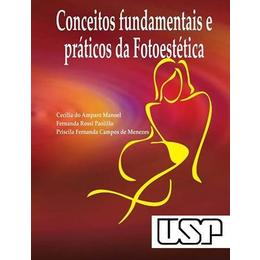 Conceitos fundamentais e
práticos da Fotoestética
Cecília do Amparo Manoel
Fernanda Rossi Paolillo
Priscila Fernanda Campos de Menezes
USP